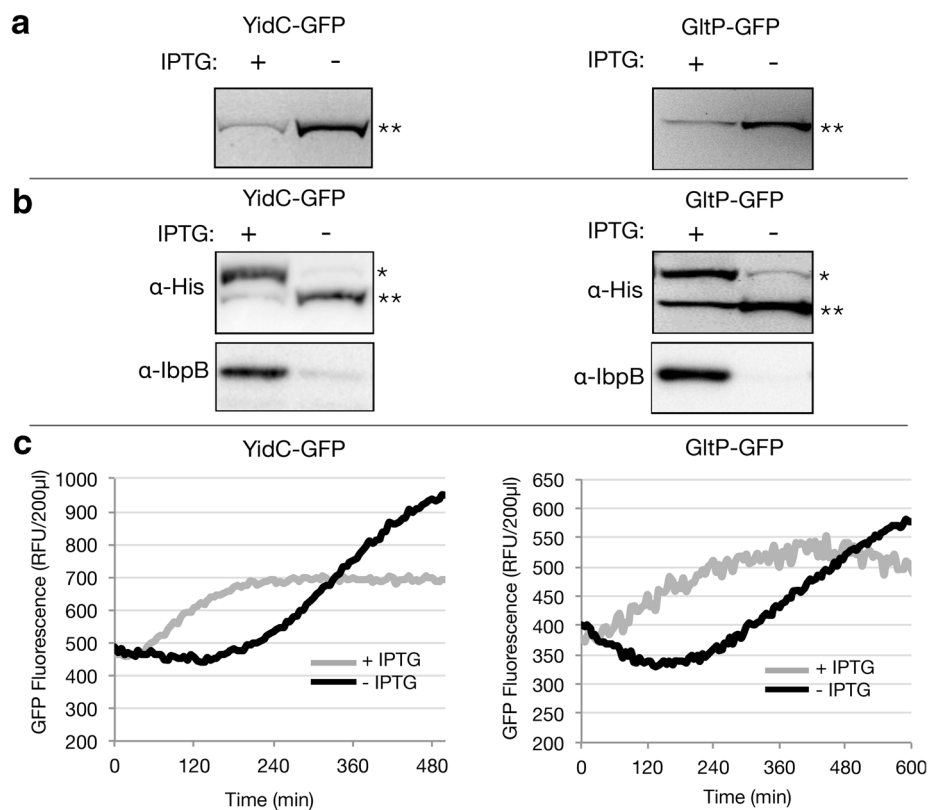 a
YidC-GFP GltP-GFP
IPTG: + - IPTG: + -
** **
b
YidC-GFP GltP-GFP
IPTG: + - IPTG: + -
α-His * α-His *
** **
α-IbpB α-IbpB
c
YidC-GFP GltP-GFP
GFP Fluorescence (RFU/200µl)
1000
900
800
700
600
500
400
300
200
+ IPTG
- IPTG
0 120 240 360 480
Time (min)
GFP Fluorescence (RFU/200µl)
650
600
550
500
450
400
350
300
250
200
+ IPTG
- IPTG
0 120 240 360 480 600
Time (min)